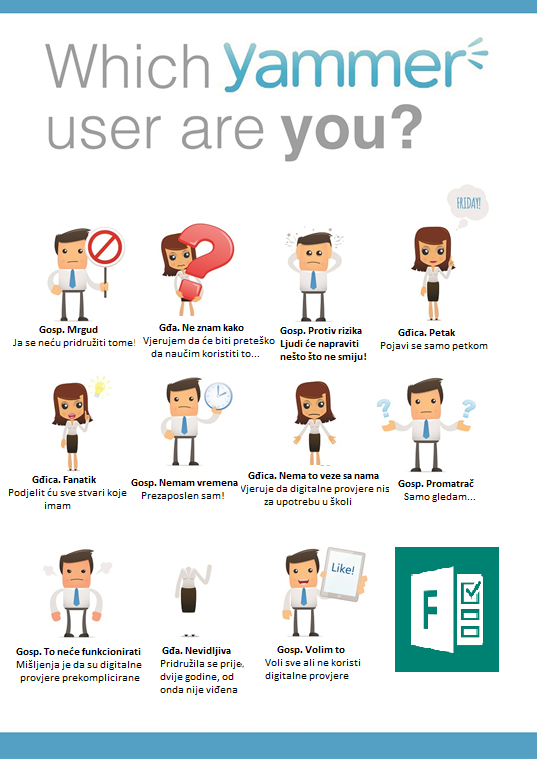 Which yammer
user are you?
FRIDAY!
Gosp. Mrgud
Ja se neću pridružiti tome!
Gđa. Ne znam kako
Vjerujem da će biti preteško
da naučim koristiti to...
Gosp. Protiv rizika
Ljudi će napraviti
nešto što ne smiju!
Gđica. Petak
Pojavi se samo petkom
Gđica. Fanatik
Podjelit ću sve stvari koje
imam
Gosp. Nemam vremena
Prezaposlen sam!
Gđica. Nema to veze sa nama
Vjeruje da digitalne provjere nis
za upotrebu u školi
? ?
Gosp. Promatrač
Samo gledam...
Gosp. To neće funkcionirati
Mišljenja je da su digitalne
provjere prekomplicirane
Gđa. Nevidljiva
Pridružila se prije,
dvije godine, od
onda nije viđena
Like!
Gosp. Volim to
Voli sve ali ne koristi
digitalne provjere
F